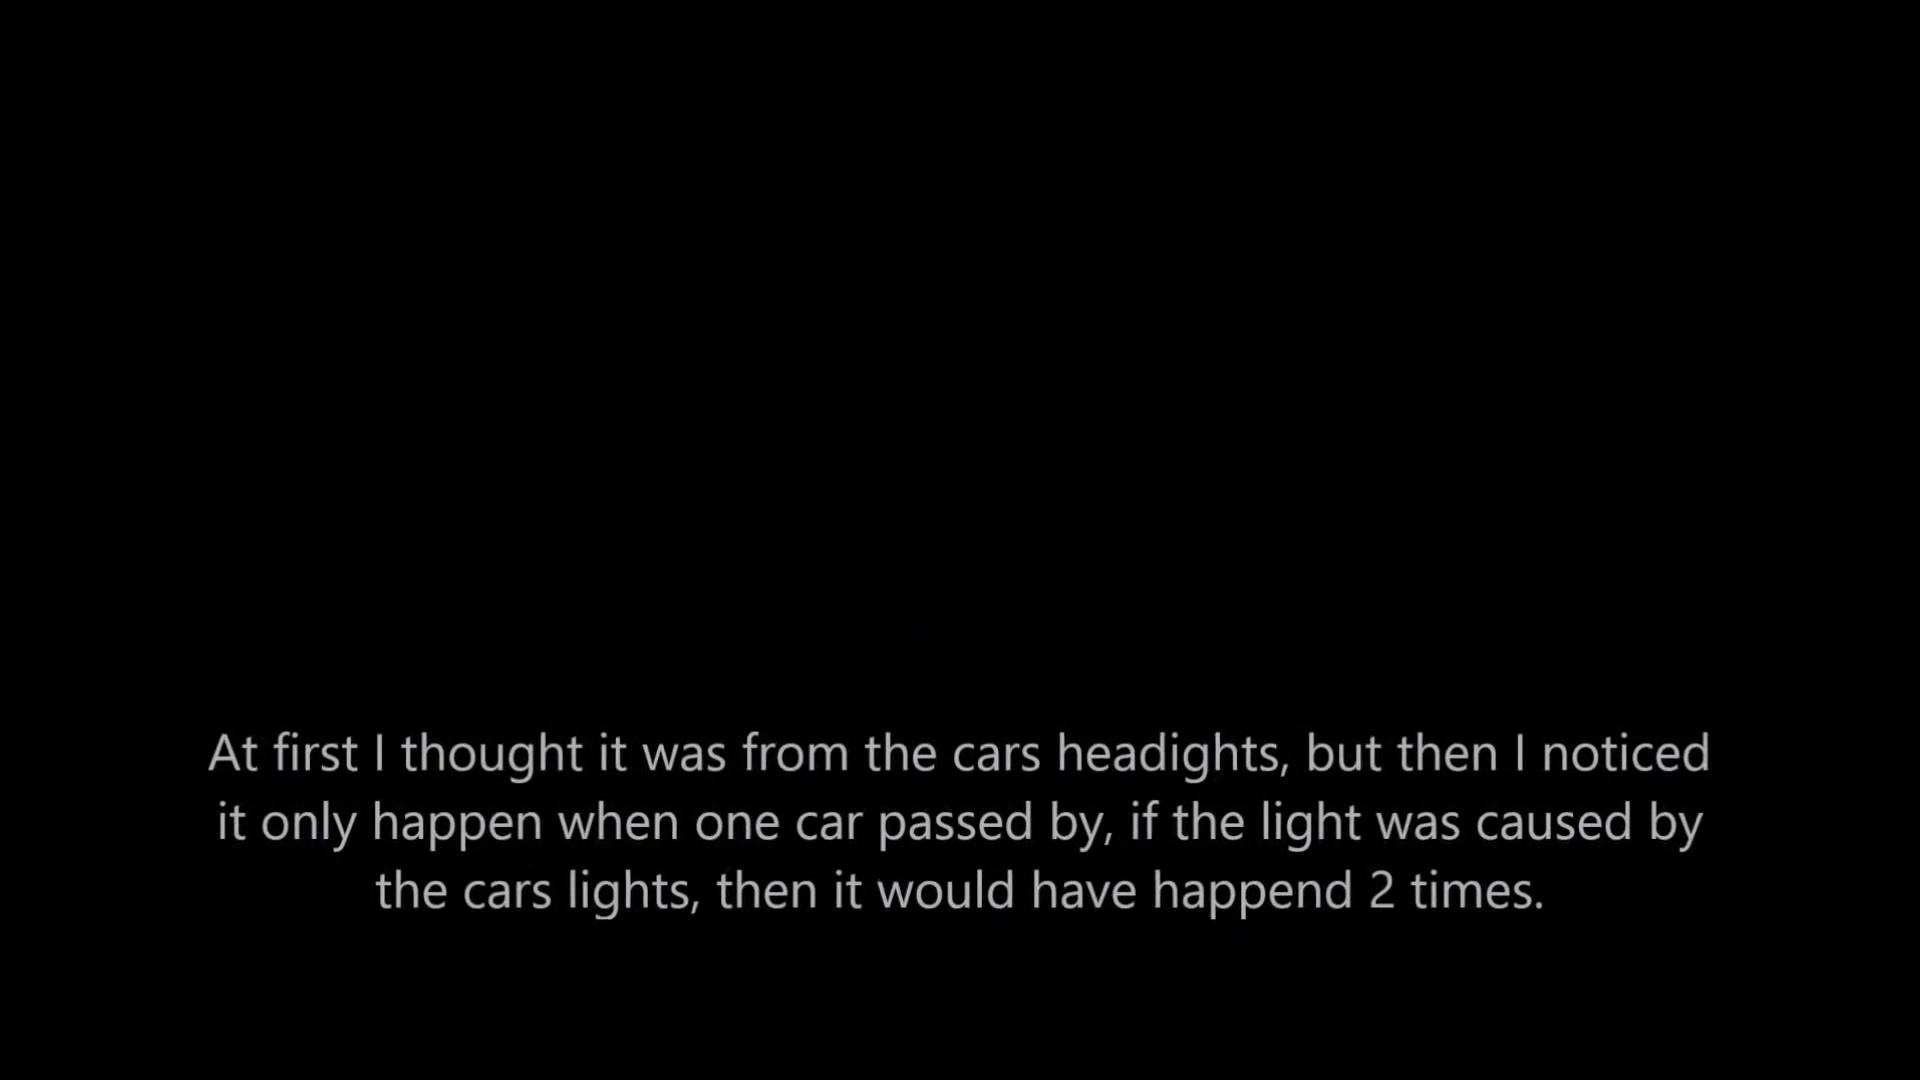 At first I thought it was from the cars headights, but then I noticed
it only happen when one car passed by, if the light was caused by
the cars lights, then it would have happend 2 times.